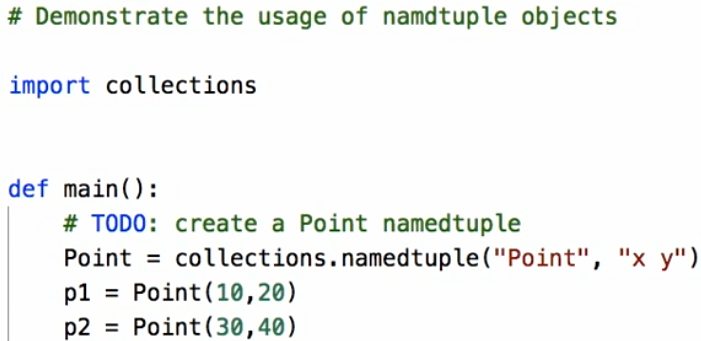 # Demonstrate the usage of namdtuple objects
import collections
def main():
# TODO: create a Point namedtuple
Point = collections.namedtuple("Point", "x y")
p1 = Point(10,20)
p2 = Point(30,40)